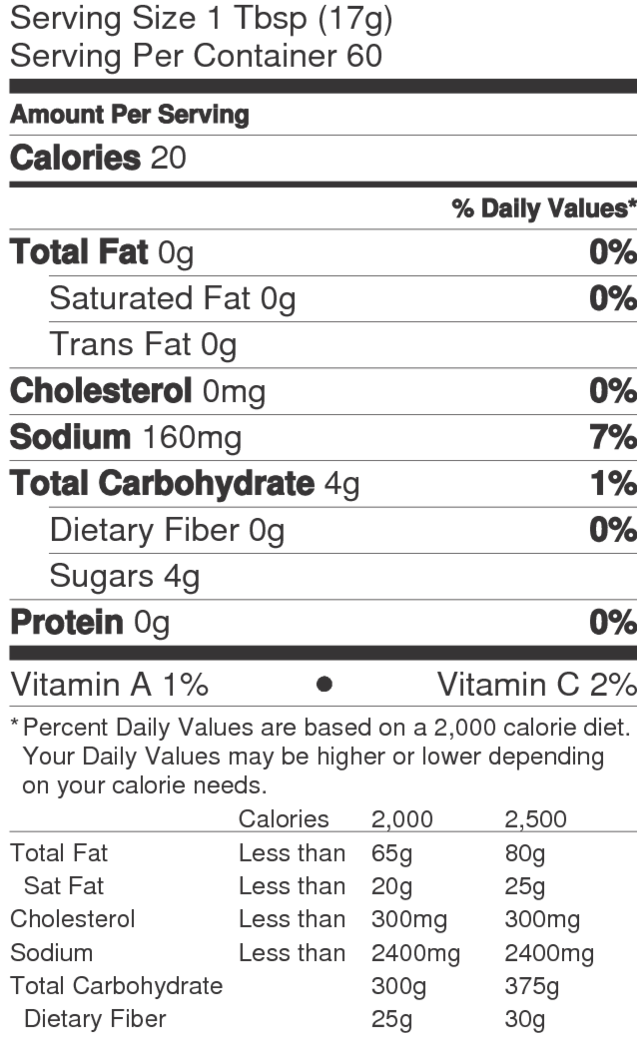 Serving Size 1 Tbsp (17g)
Serving Per Container 60
Amount Per Serving
Calories 20
% Daily Values*
Total Fat 0g 0%
Saturated Fat 0g 0%
Trans Fat 0g
Cholesterol 0mg 0%
Sodium 160mg 7%
Total Carbohydrate 4g 1%
Dietary Fiber 0g 0%
Sugars 4g
Protein 0g 0%
Vitamin A 1% ● Vitamin C 2%
*Percent Daily Values are based on a 2,000 calorie diet.
Your Daily Values may be higher or lower depending
on your calorie needs.
Calories 2,000 2,500
Total Fat Less than 65g 80g
Sat Fat Less than 20g 25g
Cholesterol Less than 300mg 300mg
Sodium Less than 2400mg 2400mg
Total Carbohydrate 300g 375g
Dietary Fiber 25g 30g